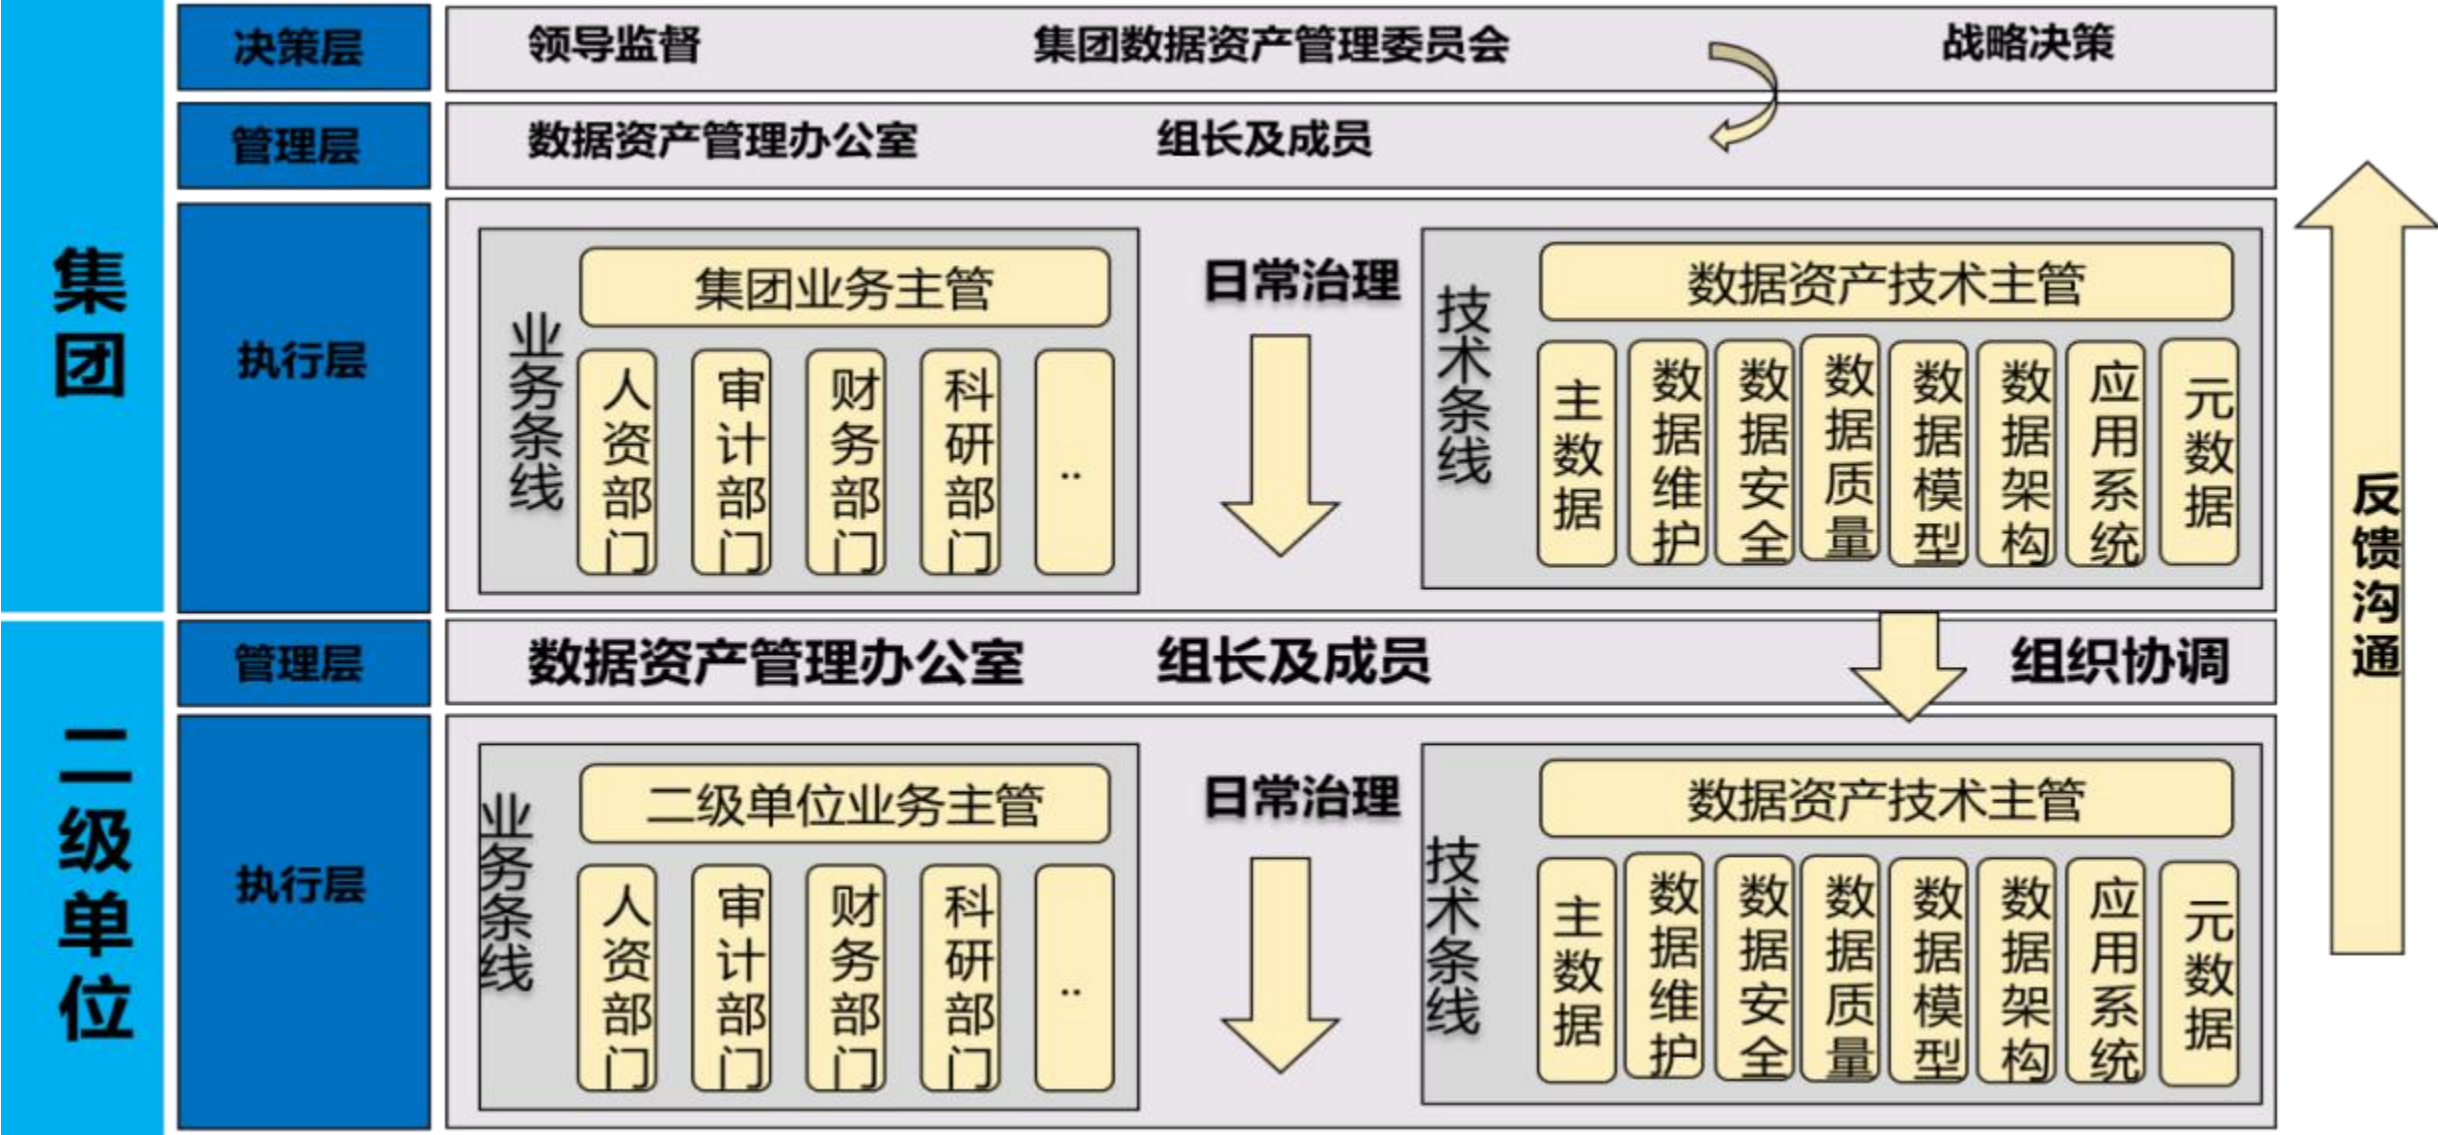 集团
决策层
领导监督
集团数据资产管理委员会
战略决策
管理层
数据资产管理办公室
组长及成员
执行层
业务条线
集团业务主管
人资部门
审计部门
财务部门
科研部门
..
日常治理
技术条线
数据资产技术主管
主数据
数据维护
数据安全
数据质量
数据模型
数据架构
应用系统
元数据
二级单位
管理层
数据资产管理办公室
组长及成员
组织协调
执行层
业务条线
二级单位业务主管
人资部门
审计部门
财务部门
科研部门
..
日常治理
技术条线
数据资产技术主管
主数据
数据维护
数据安全
数据质量
数据模型
数据架构
应用系统
元数据
反馈沟通